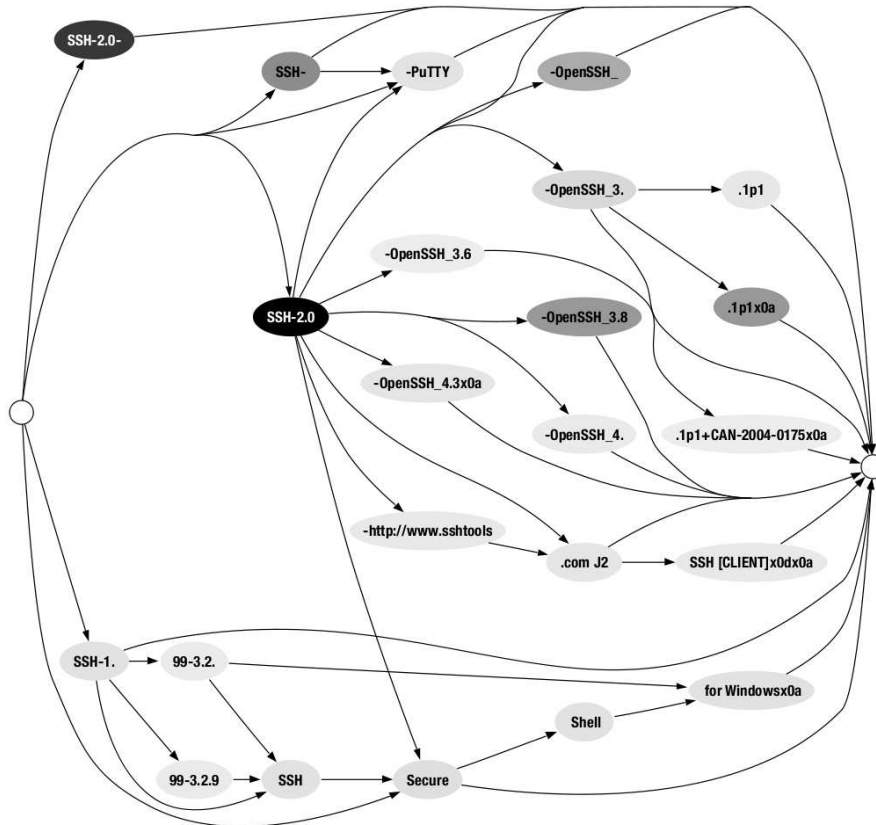 SSH-2.0-
SSH-
-PuTTY
-OpenSSH_
-OpenSSH_3.
.1p1
-OpenSSH_3.6
SSH-2.0
-OpenSSH_3.8
.1p1x0a
-OpenSSH_4.3x0a
-OpenSSH_4.
.1p1+CAN-2004-0175x0a
-http://www.sshtools
.com J2
SSH [CLIENT]x0dx0a
SSH-1.
99-3.2.
for Windowsx0a
Shell
99-3.2.9
SSH
Secure